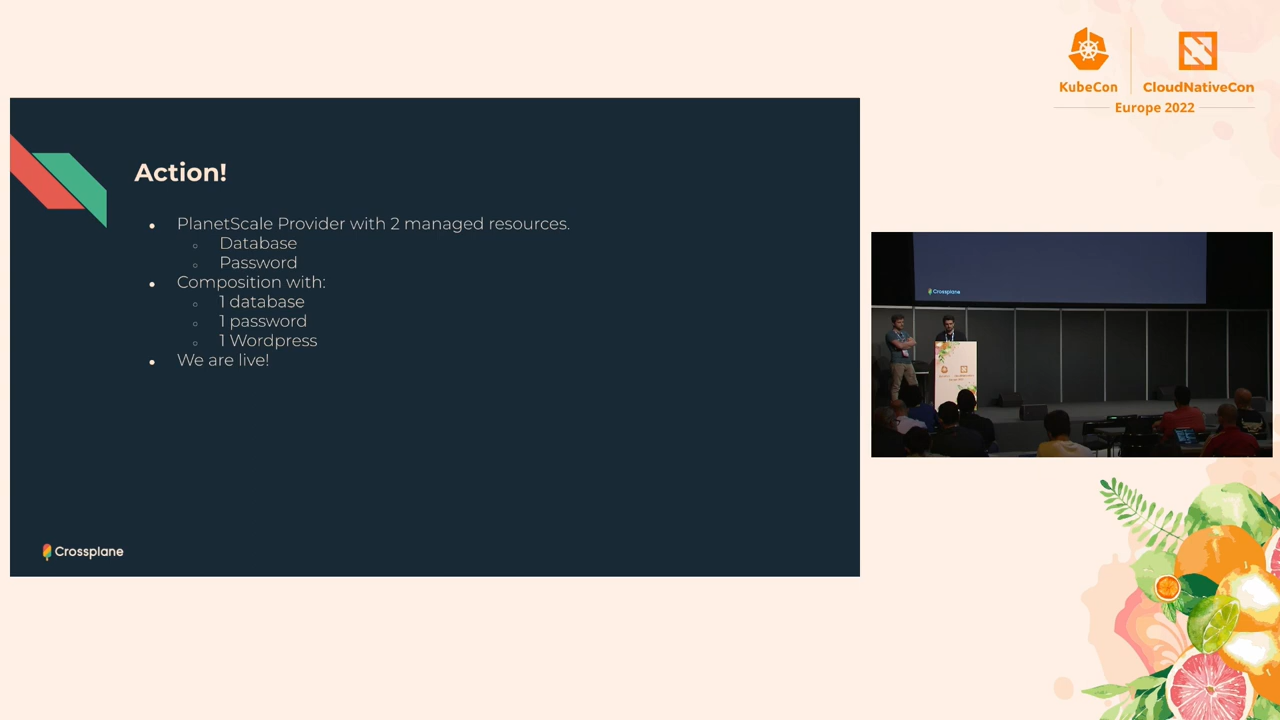 KubeCon
CloudNativeCon
Europe 2022
Action!
PlanetScale Provider with 2 managed resources.
Database
Password
Composition with:
1 database
1 password
1 Wordpress
We are live!
Crossplane
Crossplane